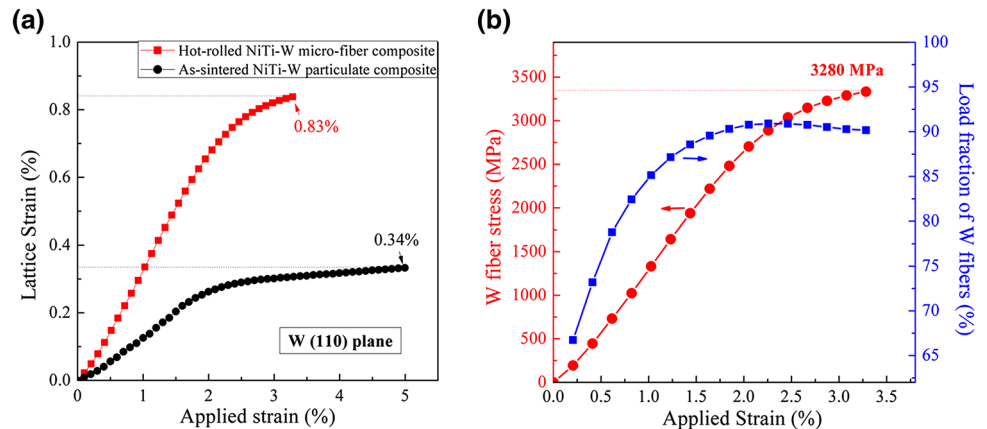 (a)
Hot-rolled NiTi-W micro-fiber composite
As-sintered NiTi-W particulate composite
1.0
0.8
0.6
0.4
0.2
0.0
Lattice Strain (%)
0.83%
0.34%
W (110) plane
0 1 2 3 4 5
Applied strain (%)
(b)
3500
3000
2500
2000
1500
1000
500
0
W fiber stress (MPa)
3280 MPa
100
95
90
85
80
75
70
65
Load fraction of W
fibers (%)
0.0 0.5 1.0 1.5 2.0 2.5 3.0 3.5
Applied Strain (%)